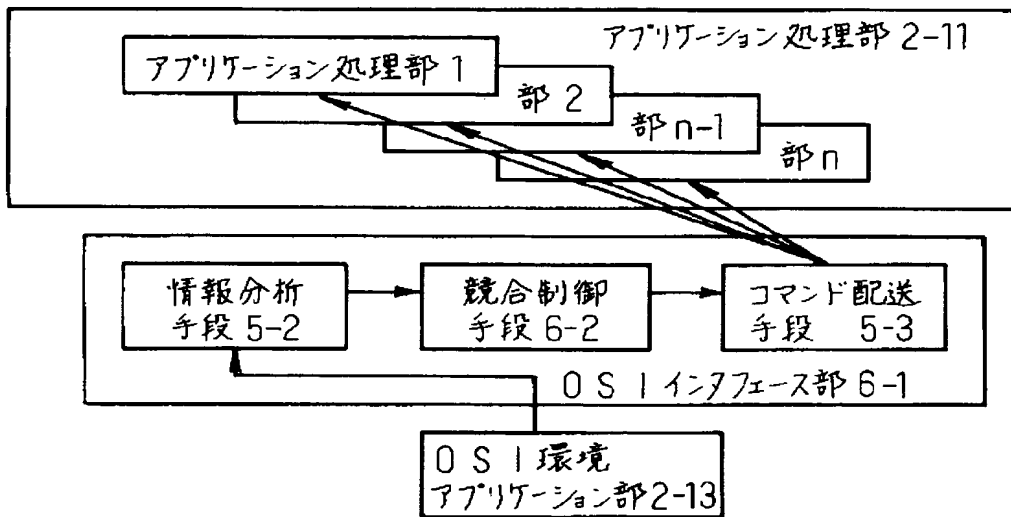 アプリケーション処理部 2-11
アプリケーション処理部 1
部 2
部 n-1
部 n
情報分析
手段 5-2
競合制御
手段 6-2
コマンド配送
手段 5-3
OSIインタフェース部 6-1
OSI環境
アプリケーション部2-13